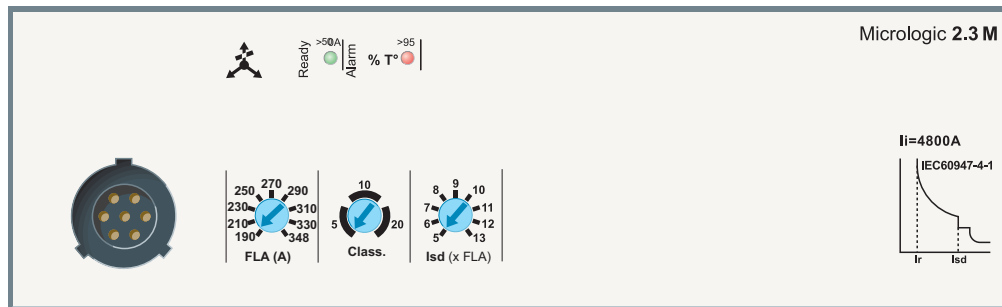 Micrologic 2.3 M
Ready
>50A
Alarm
% T°
>95
Ii=4800A
IEC60947-4-1
Ir
Isd
190
210
230
250
270
290
310
330
348
FLA (A)
5
10
20
Class.
5
6
7
8
9
10
11
12
13
Isd (x FLA)